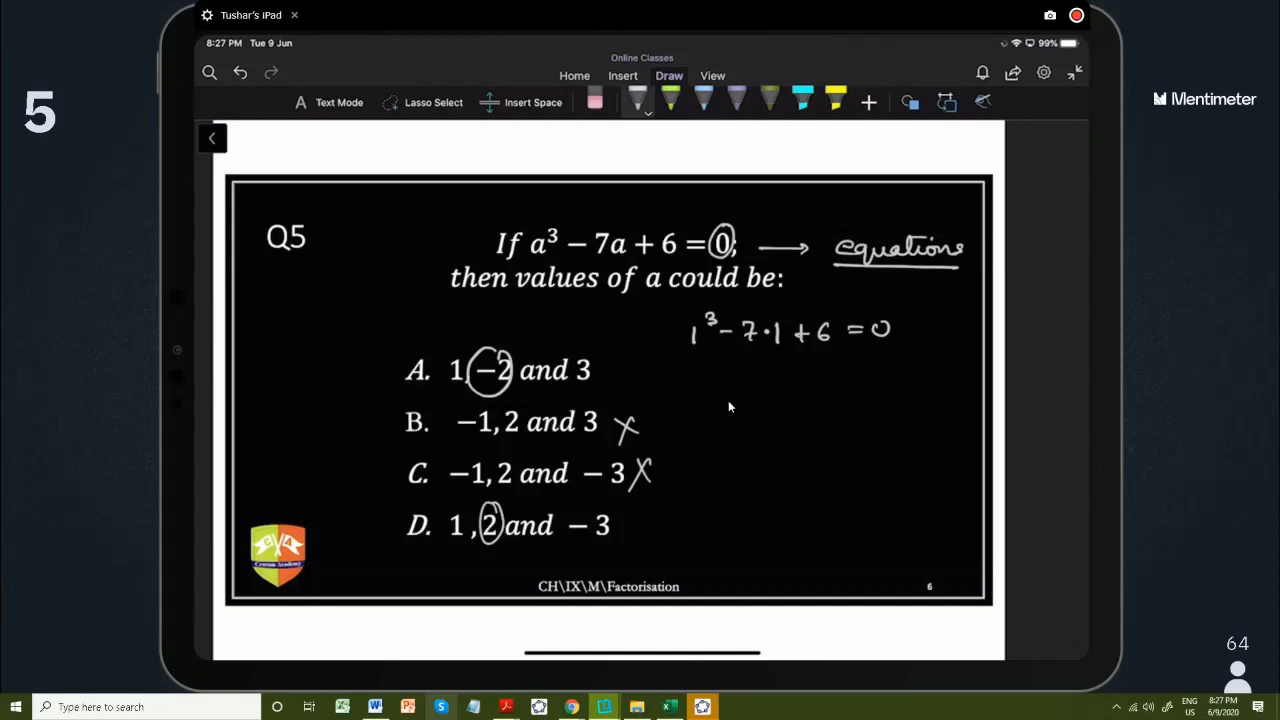 Tushar's iPad ×
8:27 PM Tue 9 Jun
99%
Online Classes
Home Insert Draw View
Text Mode Lasso Select Insert Space
5
Mentimeter
Q5
If a³ − 7a + 6 = 0; ⟶ equations
then values of a could be:
1³ − 7·1 + 6 = 0
A. 1, −2 and 3
B. −1, 2 and 3 ×
C. −1, 2 and − 3 ×
D. 1 , 2 and − 3
Centum Academy
CH\IX\M\Factorisation
6
64
Type here to search
ENG
US
8:27 PM
6/9/2020